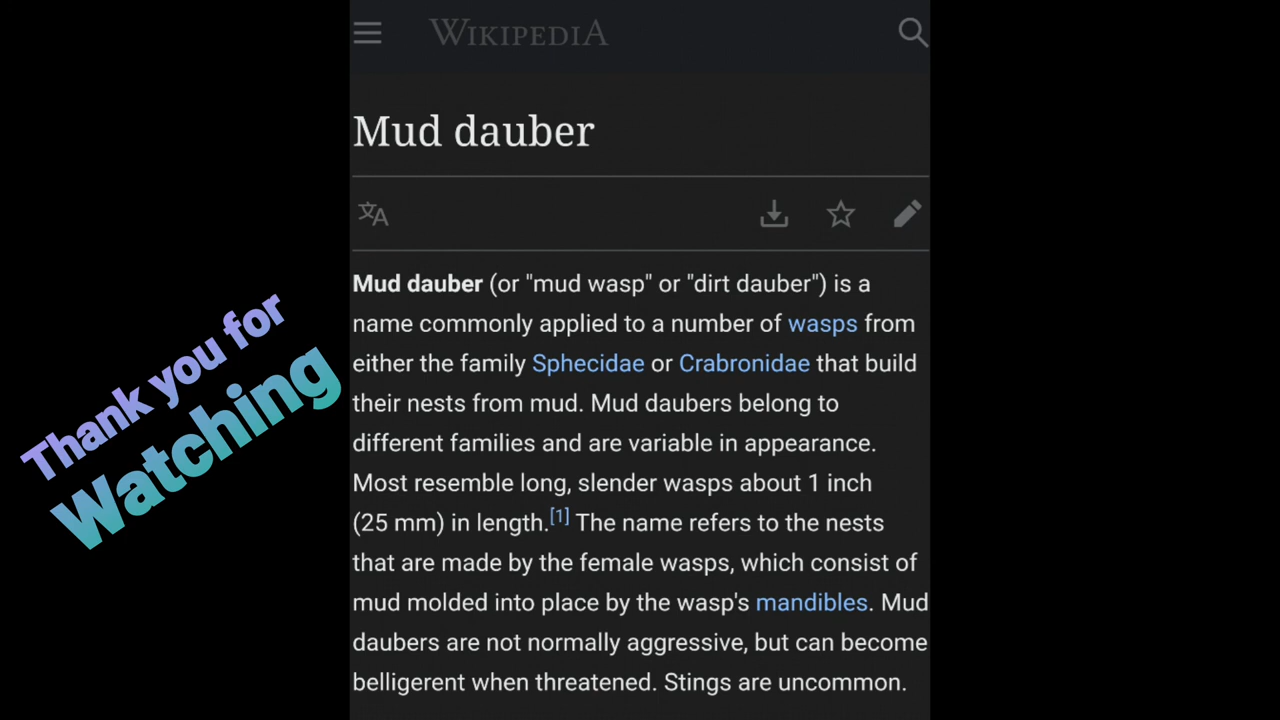 WIKIPEDIA
Mud dauber
文A
Mud dauber (or "mud wasp" or "dirt dauber") is a
name commonly applied to a number of wasps from
either the family Sphecidae or Crabronidae that build
their nests from mud. Mud daubers belong to
different families and are variable in appearance.
Most resemble long, slender wasps about 1 inch
(25 mm) in length.[1] The name refers to the nests
that are made by the female wasps, which consist of
mud molded into place by the wasp's mandibles. Mud
daubers are not normally aggressive, but can become
belligerent when threatened. Stings are uncommon.
Thank you for
Watching